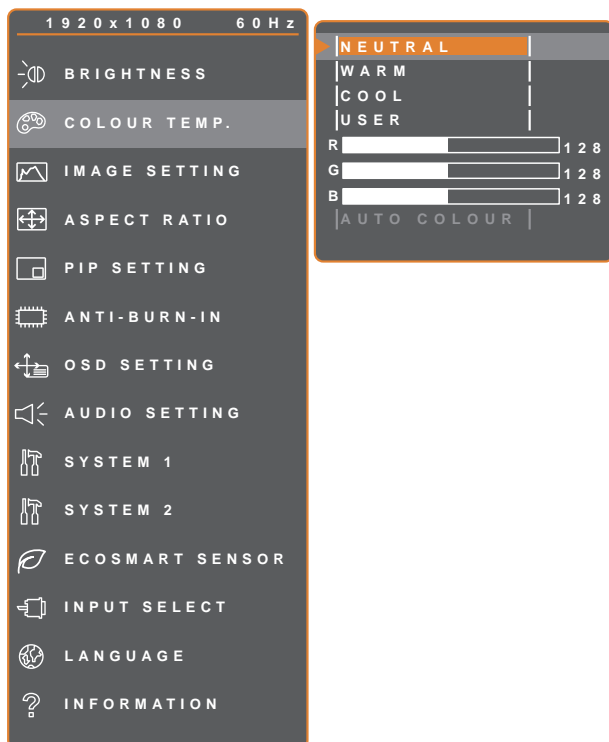 1920x1080 60Hz
BRIGHTNESS
COLOUR TEMP.
IMAGE SETTING
ASPECT RATIO
PIP SETTING
ANTI-BURN-IN
OSD SETTING
AUDIO SETTING
SYSTEM 1
SYSTEM 2
ECOSMART SENSOR
INPUT SELECT
LANGUAGE
INFORMATION
NEUTRAL
WARM
COOL
USER
R 128
G 128
B 128
AUTO COLOUR